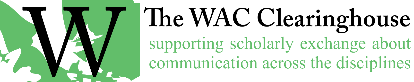 W
The WAC Clearinghouse
supporting scholarly exchange about
communication across the disciplines